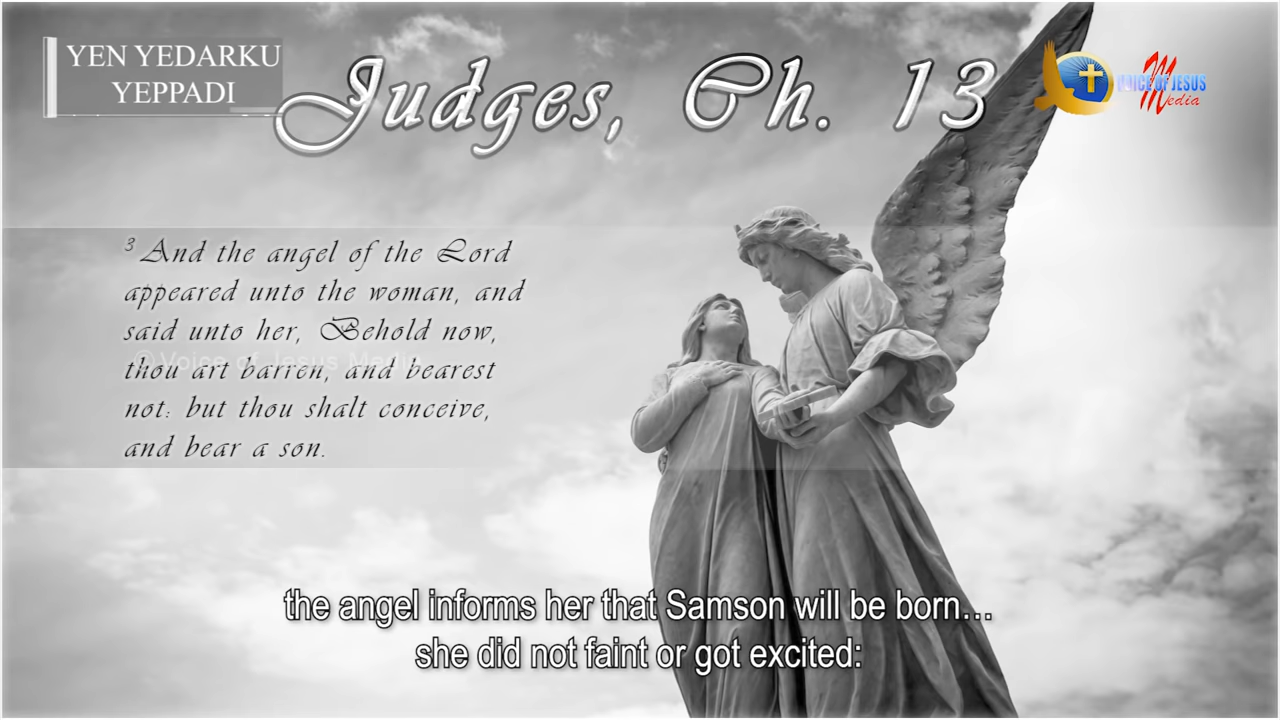 YEN YEDARKU
YEPPADI
Judges, Ch. 13
VOICE OF JESUS
Media
3 And the angel of the Lord
appeared unto the woman, and
said unto her, Behold now,
© Voice of Jesus Media
thou art barren, and bearest
not: but thou shalt conceive,
and bear a son.
the angel informs her that Samson will be born…
she did not faint or got excited: